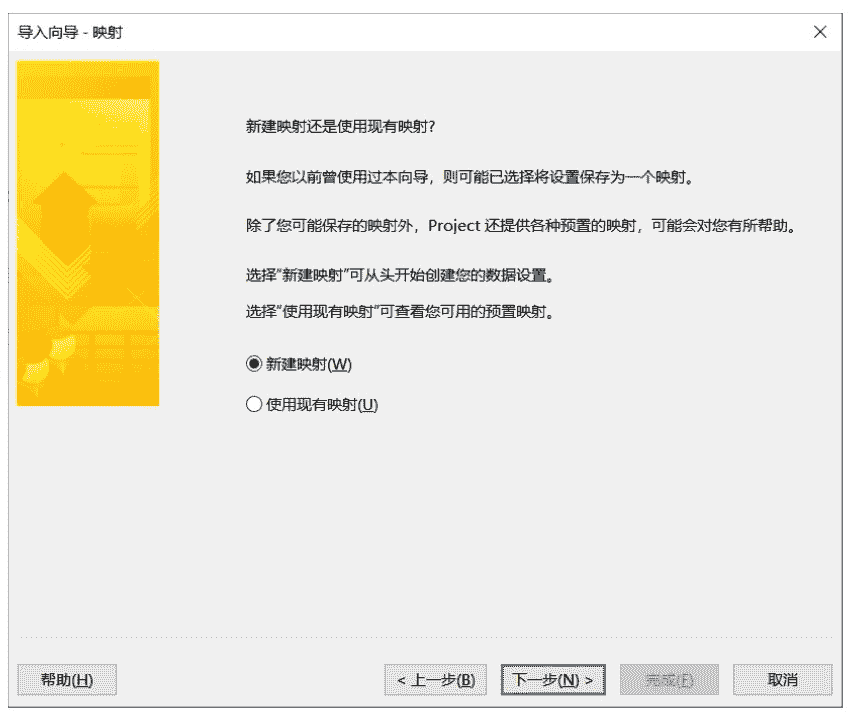 导入向导 - 映射
新建映射还是使用现有映射?
如果您以前曾使用过本向导，则可能已选择将设置保存为一个映射。
除了您可能保存的映射外，Project 还提供各种预置的映射，可能会对您有所帮助。
选择"新建映射"可从头开始创建您的数据设置。
选择"使用现有映射"可查看您可用的预置映射。
新建映射(W)
使用现有映射(U)
帮助(H)
< 上一步(B)
下一步(N) >
完成(F)
取消